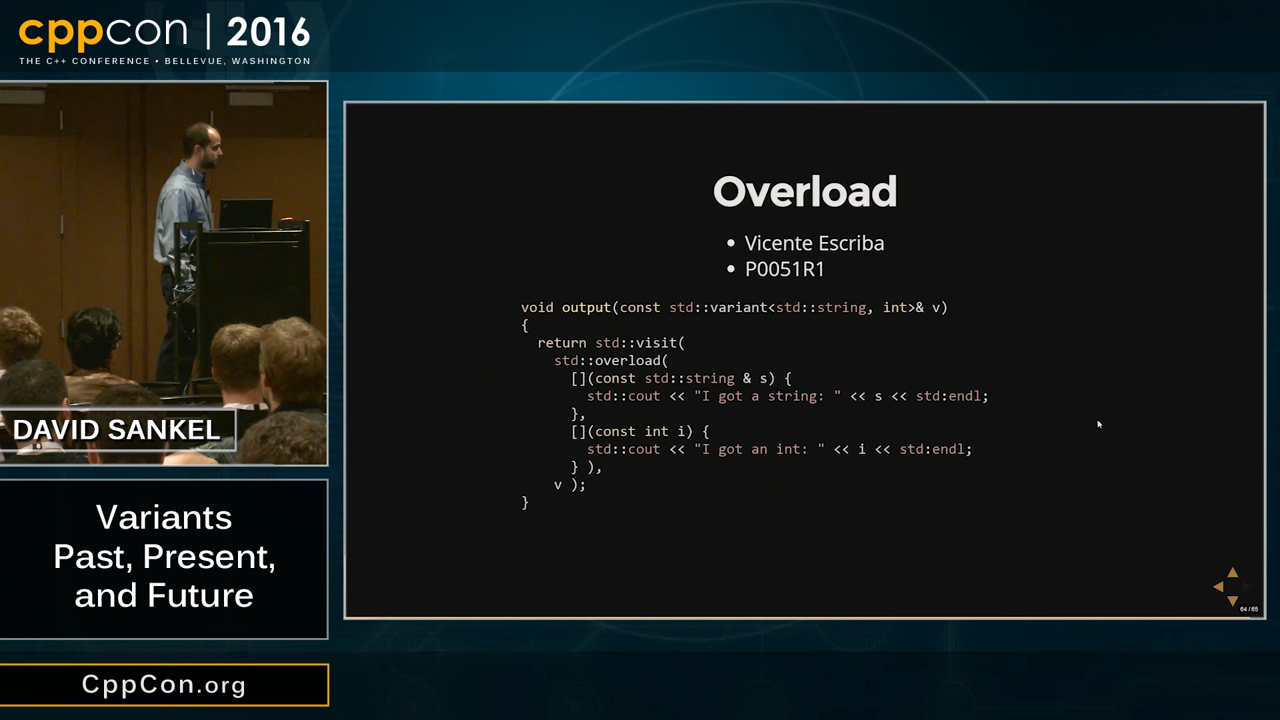 cppcon | 2016
THE C++ CONFERENCE • BELLEVUE, WASHINGTON
DAVID SANKEL
Variants
Past, Present,
and Future
CppCon.org
Overload
• Vicente Escriba
• P0051R1
void output(const std::variant<std::string, int>& v)
{
return std::visit(
std::overload(
[](const std::string & s) {
std::cout << "I got a string: " << s << std:endl;
},
[](const int i) {
std::cout << "I got an int: " << i << std:endl;
} ),
v );
}
64 / 65